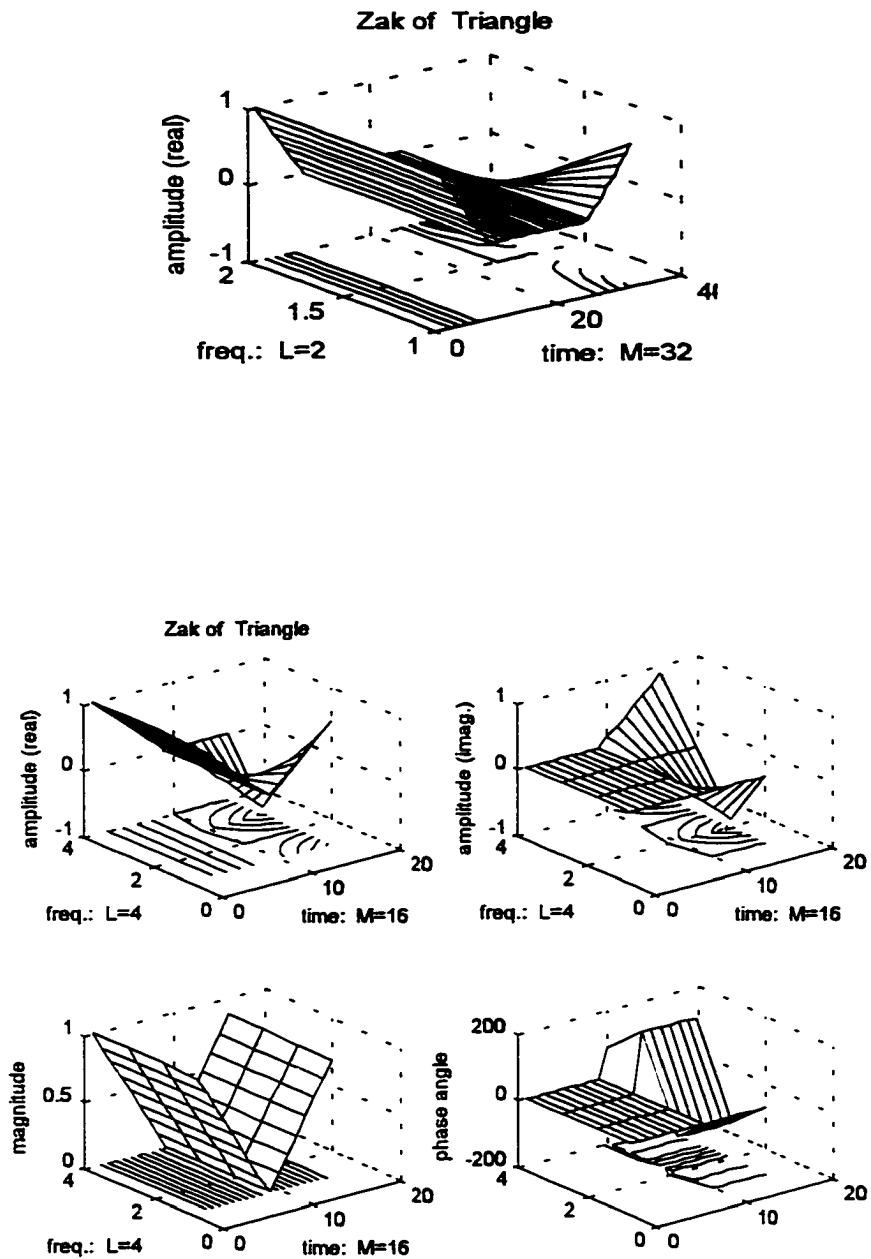 Zak of Triangle
amplitude (real)
1
0
-1
2
1.5
1
0
20
freq.: L=2
time: M=32
Zak of Triangle
amplitude (real)
1
0
-1
4
2
0
0
10
20
freq.: L=4
time: M=16
amplitude (imag.)
1
0
-1
4
2
0
0
10
20
freq.: L=4
time: M=16
magnitude
1
0.5
0
4
2
0
0
10
20
freq.: L=4
time: M=16
phase angle
200
0
-200
4
2
0
0
10
20